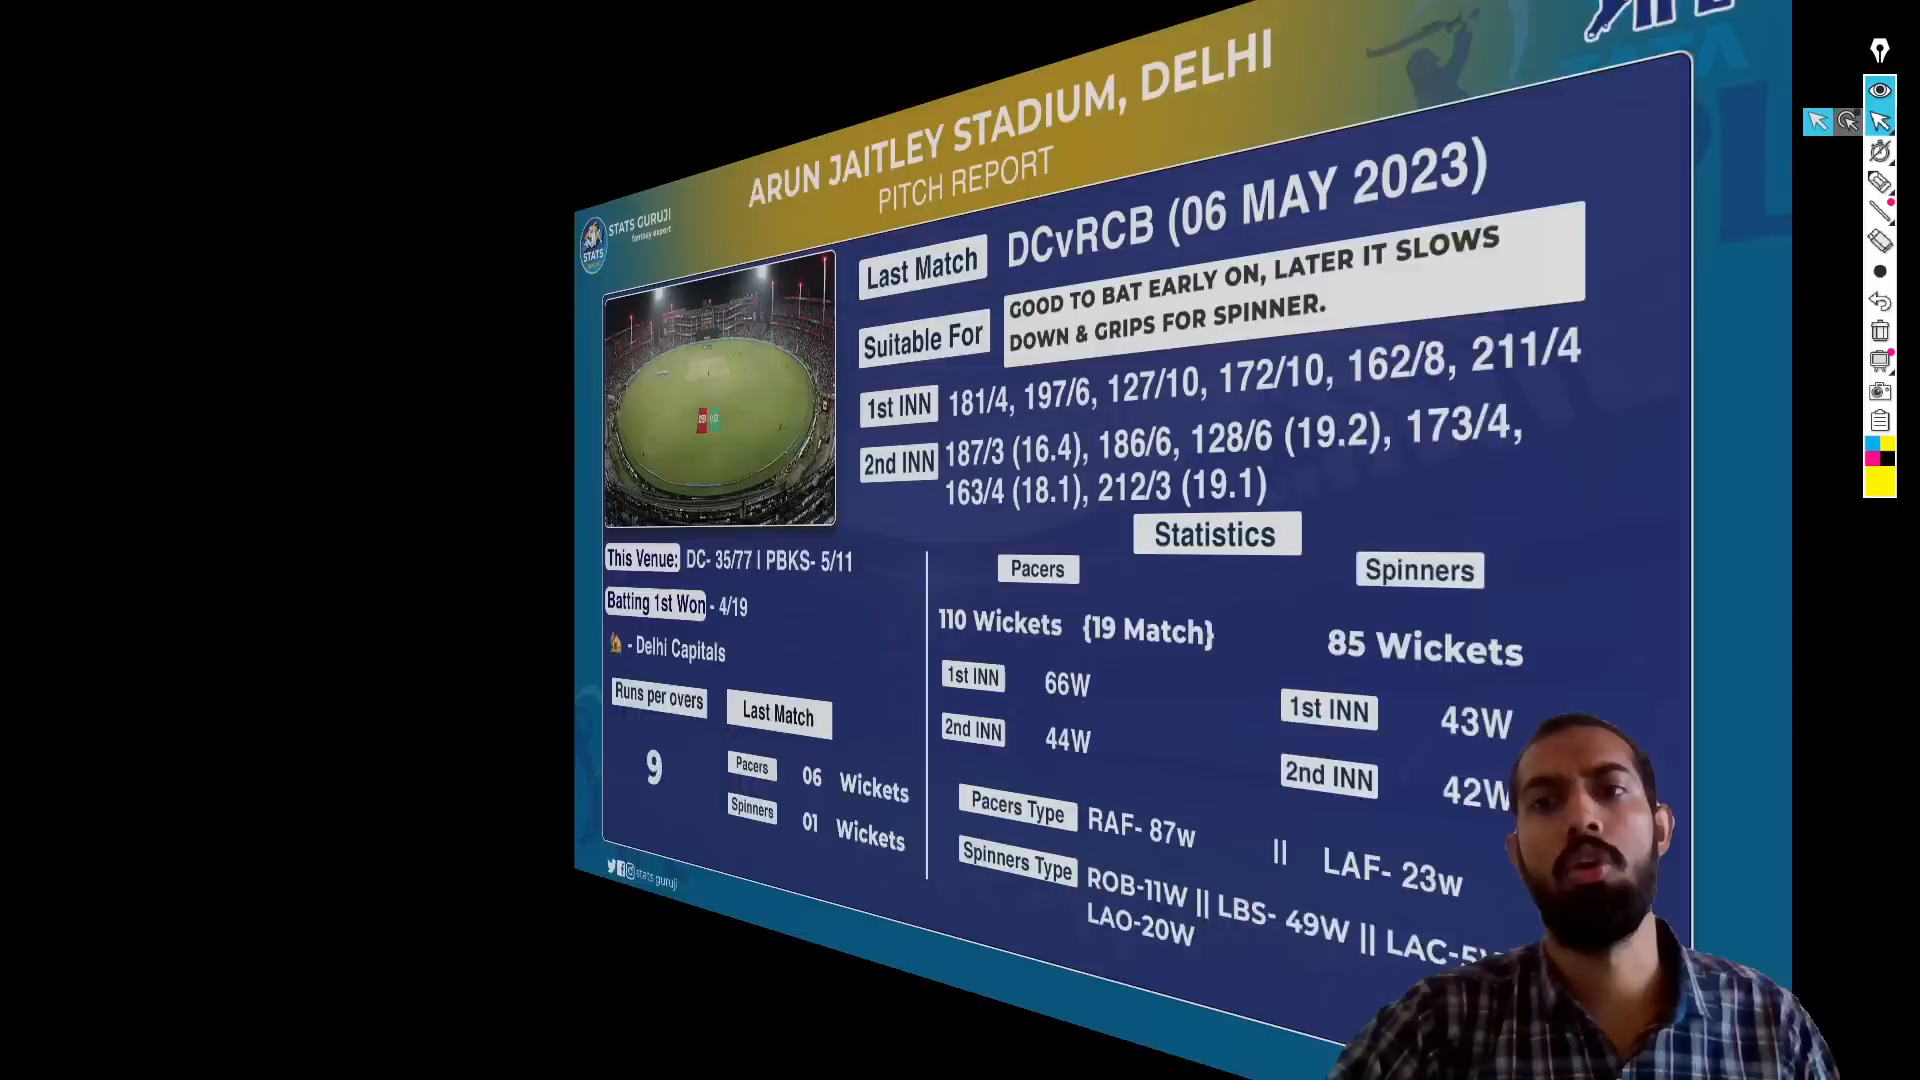 ARUN JAITLEY STADIUM, DELHI
PITCH REPORT
STATS GURUJI
fantasy expert
STATS
Last Match
DCvRCB (06 MAY 2023)
Suitable For
GOOD TO BAT EARLY ON, LATER IT SLOWS
DOWN & GRIPS FOR SPINNER.
1st INN
181/4, 197/6, 127/10, 172/10, 162/8, 211/4
2nd INN
187/3 (16.4), 186/6, 128/6 (19.2), 173/4,
163/4 (18.1), 212/3 (19.1)
This Venue: DC- 35/77 | PBKS- 5/11
Batting 1st Won - 4/19
- Delhi Capitals
Runs per overs
9
Last Match
Pacers 06 Wickets
Spinners 01 Wickets
Statistics
Pacers
110 Wickets {19 Match}
1st INN 66W
2nd INN 44W
Spinners
85 Wickets
1st INN 43W
2nd INN 42W
Pacers Type RAF- 87w || LAF- 23w
Spinners Type ROB-11W || LBS- 49W || LAC-5
LAO-20W
stats guruji